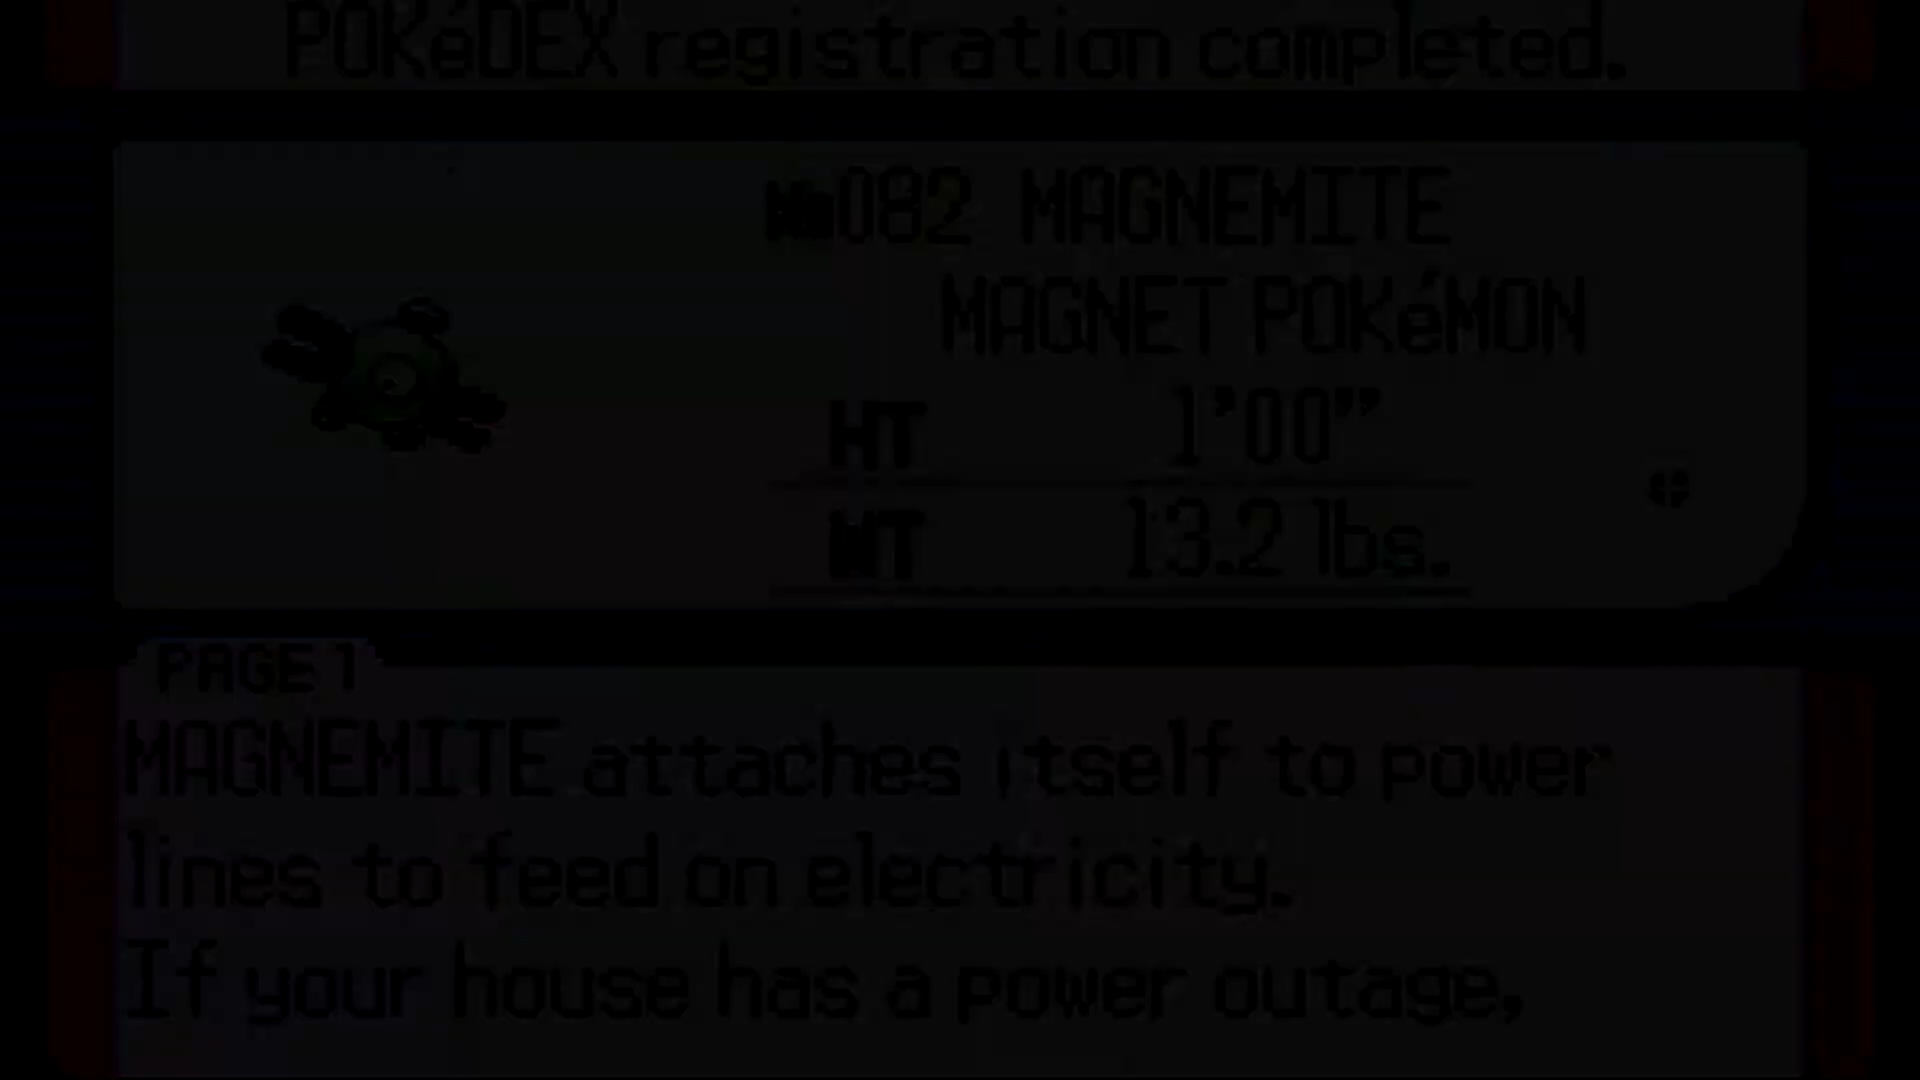 POKéDEX registration completed.
No082 MAGNEMITE
MAGNET POKéMON
HT 1'00"
WT 13.2 lbs.
PAGE 1
MAGNEMITE attaches itself to power
lines to feed on electricity.
If your house has a power outage,